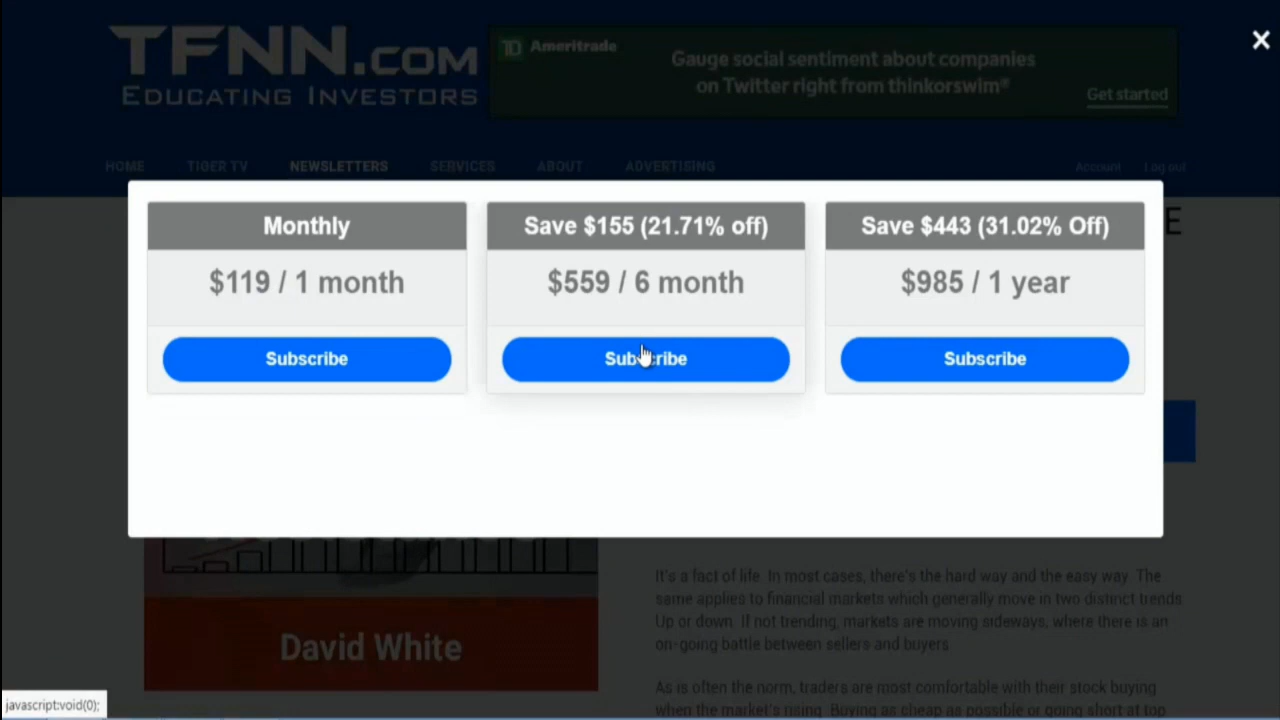 TFNN.COM
EDUCATING INVESTORS
TD Ameritrade
Gauge social sentiment about companies
on Twitter right from thinkorswim®
Get started
HOME TIGER TV NEWSLETTERS SERVICES ABOUT ADVERTISING Account Log out
E
Monthly
$119 / 1 month
Subscribe
Save $155 (21.71% off)
$559 / 6 month
Subscribe
Save $443 (31.02% Off)
$985 / 1 year
Subscribe
David White
It's a fact of life. In most cases, there's the hard way and the easy way. The
same applies to financial markets which generally move in two distinct trends
Up or down. If not trending, markets are moving sideways, where there is an
on-going battle between sellers and buyers
As is often the norm, traders are most comfortable with their stock buying
when the market's rising. Buying as cheap as possible or going short at top
javascript:void(0);